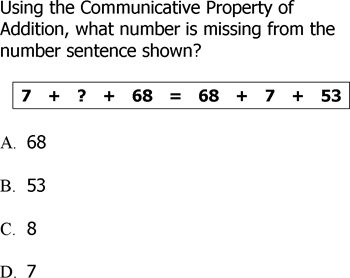 Using the Communicative Property of
Addition, what number is missing from the
number sentence shown?
7 + ? + 68 = 68 + 7 + 53
A. 68
B. 53
C. 8
D. 7